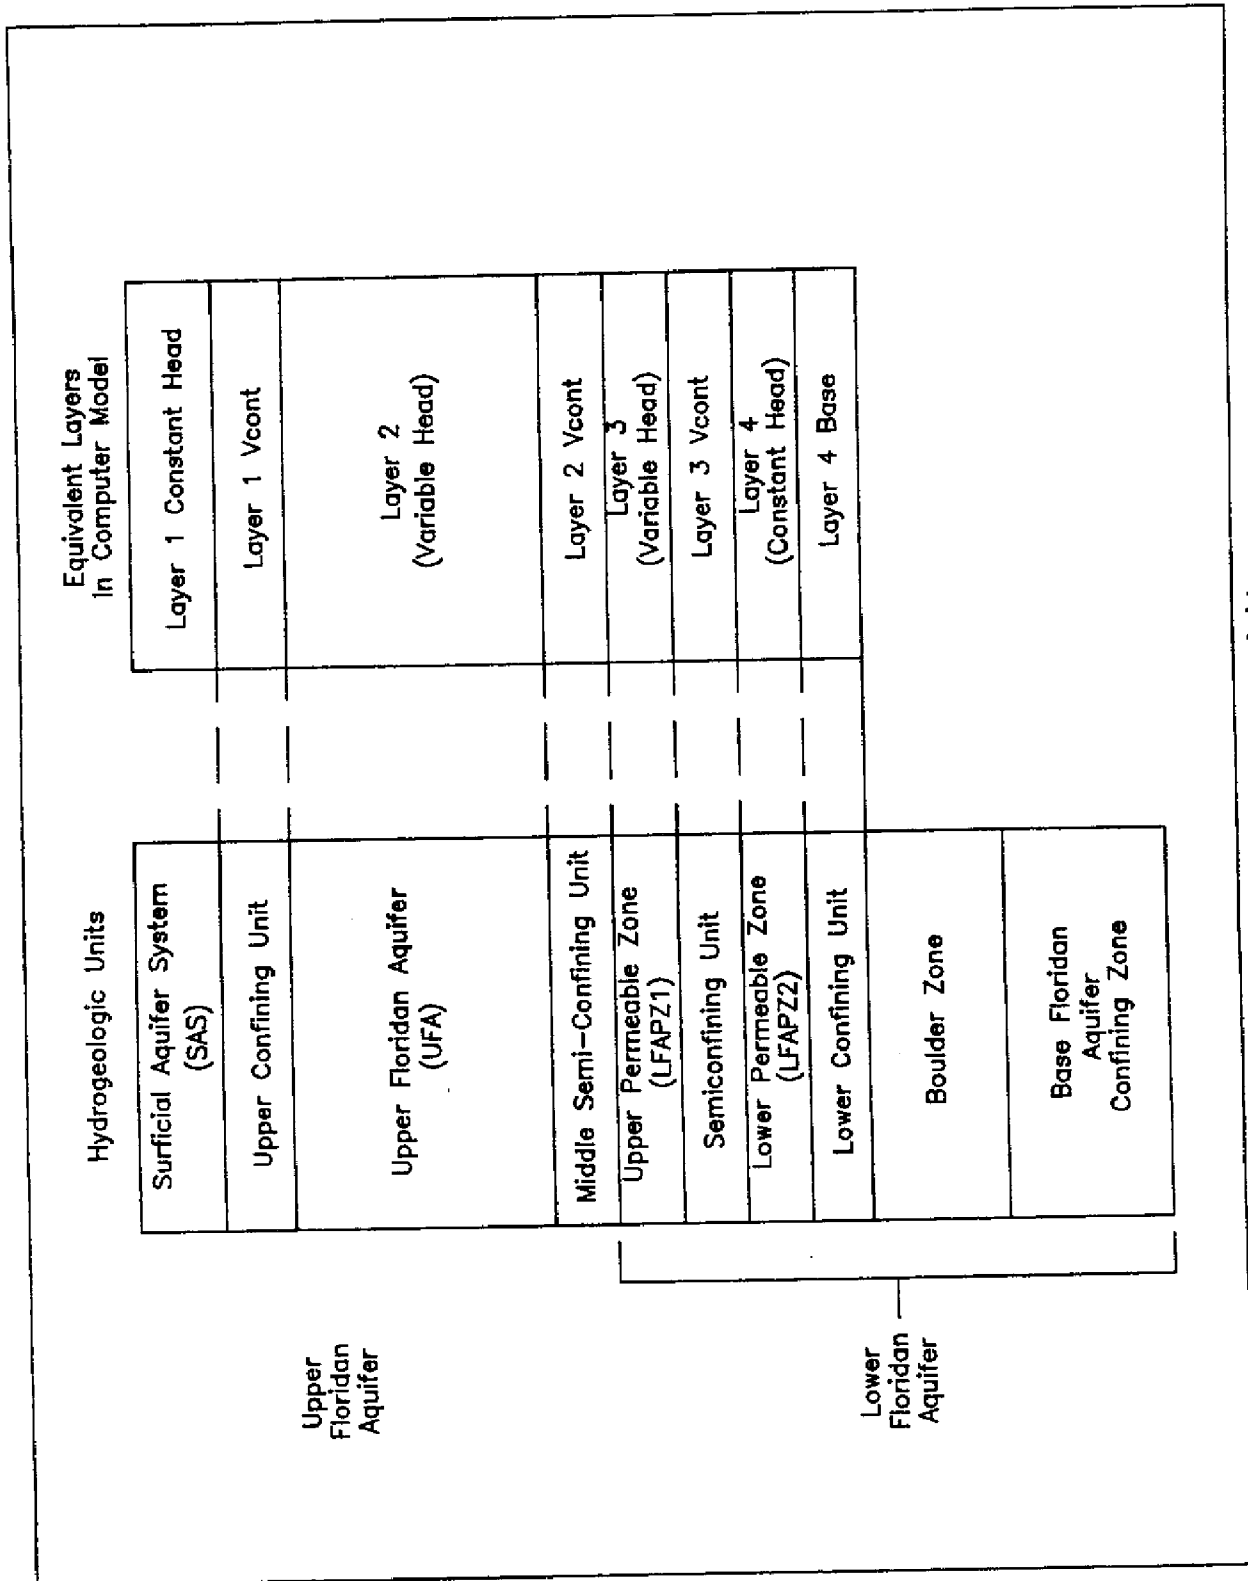 Hydrogeologic Units
Equivalent Layers
In Computer Model
Surficial Aquifer System
(SAS)
Layer 1 Constant Head
Upper Confining Unit
Layer 1 Vcont
Upper
Floridan
Aquifer
Upper Floridan Aquifer
(UFA)
Layer 2
(Variable Head)
Middle Semi-Confining Unit
Layer 2 Vcont
Upper Permeable Zone
(LFAPZ1)
Layer 3
(Variable Head)
Semiconfining Unit
Layer 3 Vcont
Lower Permeable Zone
(LFAPZ2)
Layer 4
(Constant Head)
Lower Confining Unit
Layer 4 Base
Lower
Floridan
Aquifer
Boulder Zone
Base Floridan
Aquifer
Confining Zone